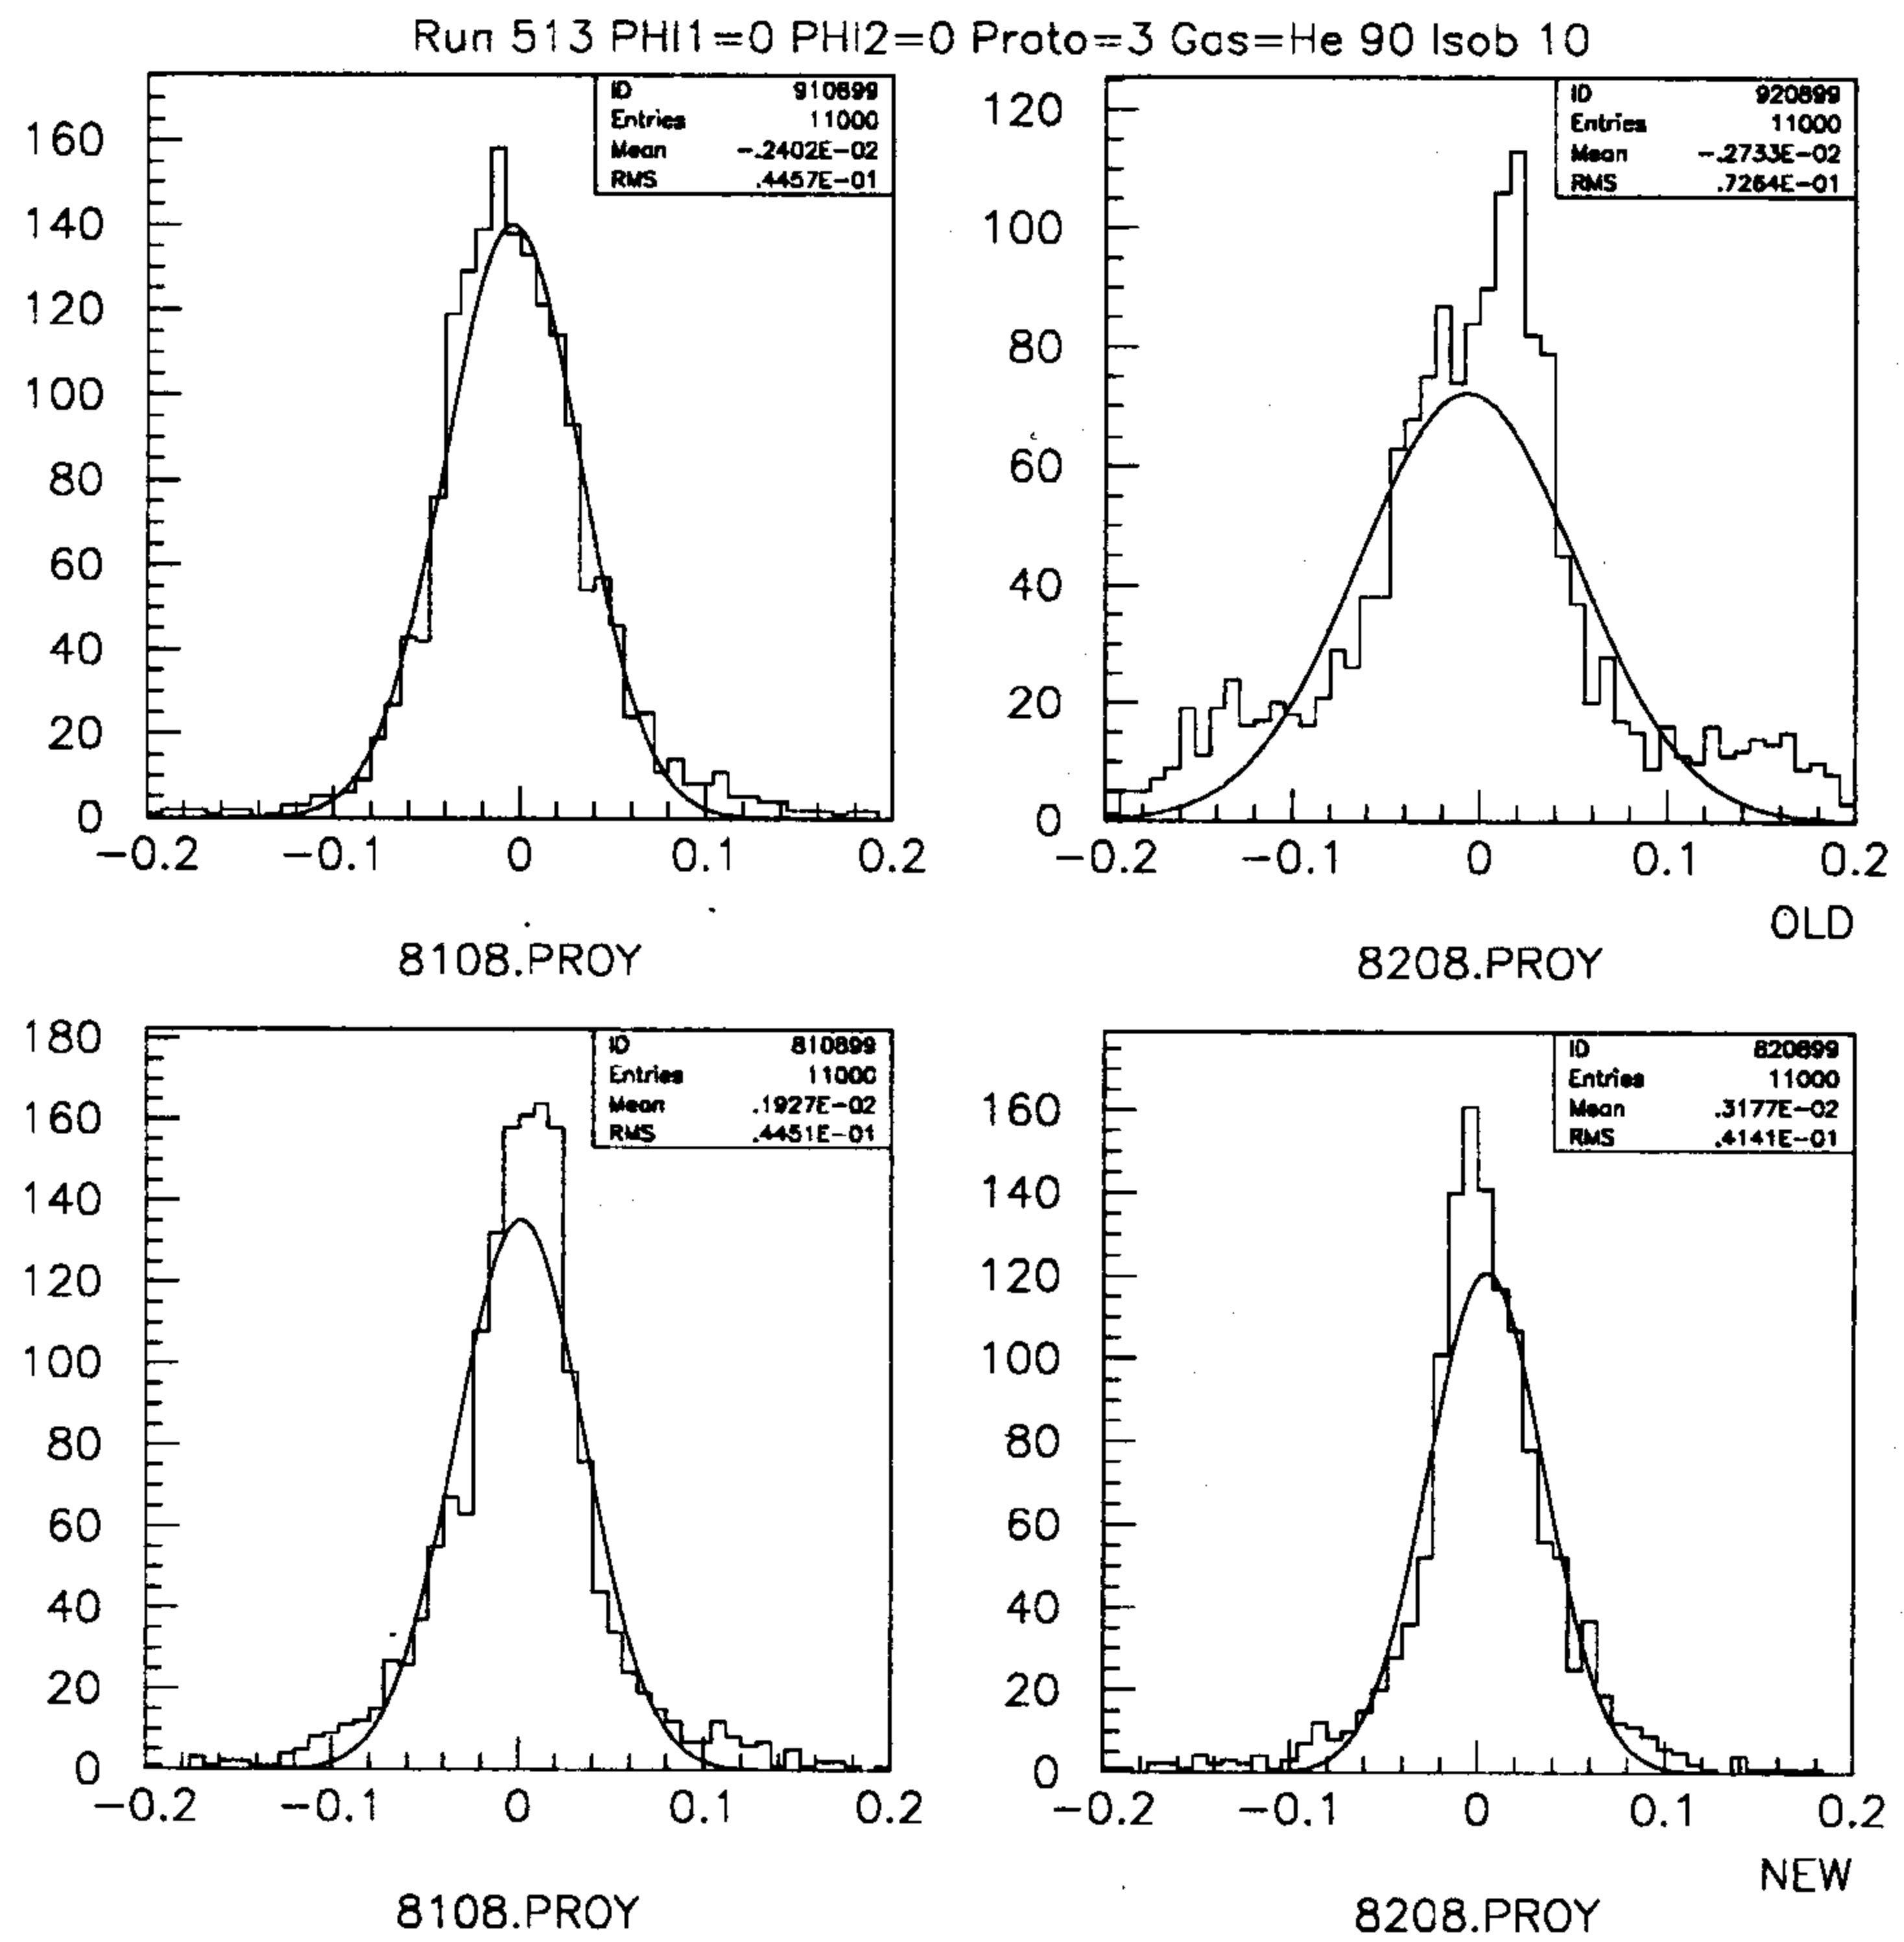 Run 513 PHI1=0 PHI2=0 Proto=3 Gas=He 90 Isob 10
ID 910899
Entries 11000
Mean -.2402E-02
RMS .4457E-01
160
140
120
100
80
60
40
20
0
-0.2 -0.1 0 0.1 0.2
8108.PROY
ID 920899
Entries 11000
Mean -.2733E-02
RMS .7264E-01
120
100
80
60
40
20
0
-0.2 -0.1 0 0.1 0.2
OLD
8208.PROY
ID 810899
Entries 11000
Mean .1927E-02
RMS .4451E-01
180
160
140
120
100
80
60
40
20
0
-0.2 -0.1 0 0.1 0.2
8108.PROY
ID 820899
Entries 11000
Mean .3177E-02
RMS .4141E-01
160
140
120
100
80
60
40
20
0
-0.2 -0.1 0 0.1 0.2
NEW
8208.PROY